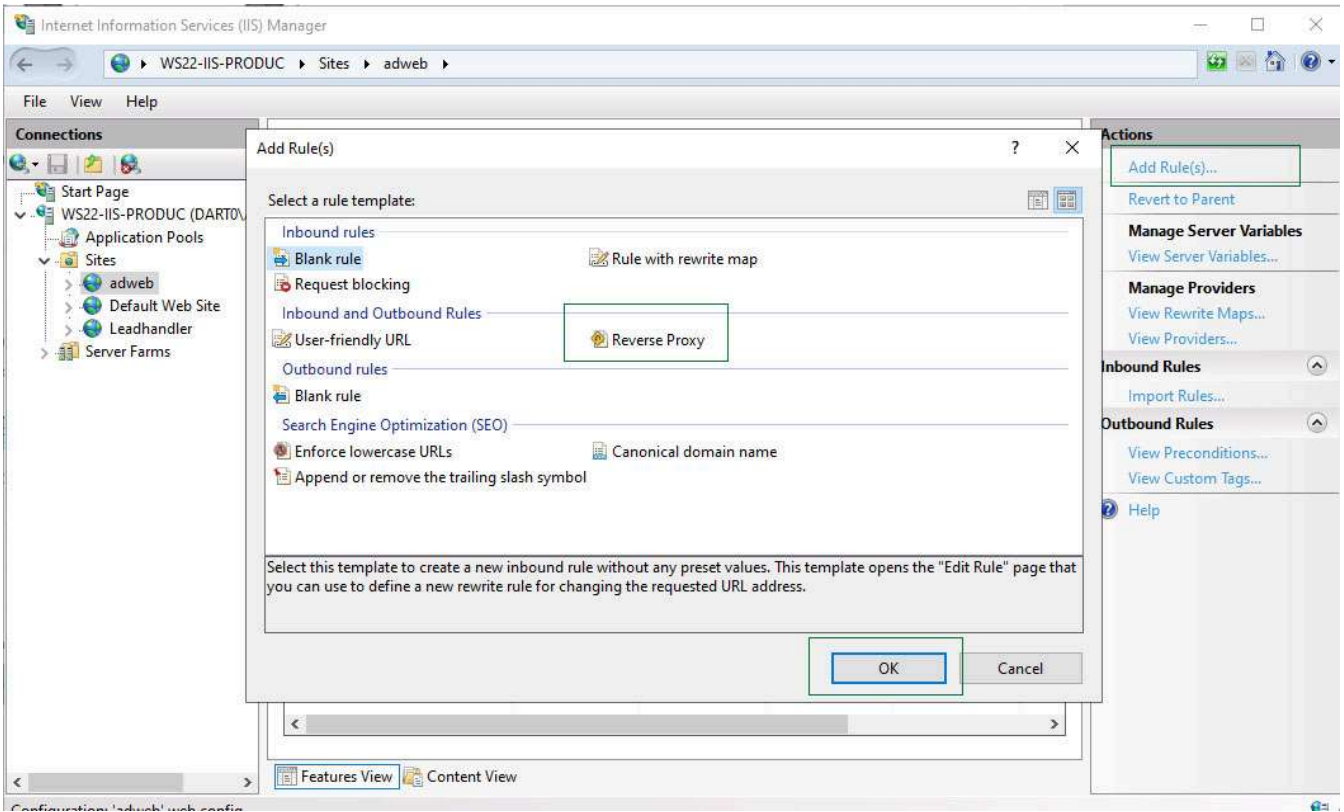 Internet Information Services (IIS) Manager
WS22-IIS-PRODUC Sites adweb
File View Help
Connections
Start Page
WS22-IIS-PRODUC (DART0\
Application Pools
Sites
adweb
Default Web Site
Leadhandler
Server Farms
Add Rule(s)
?
Select a rule template:
Inbound rules
Blank rule
Rule with rewrite map
Request blocking
Inbound and Outbound Rules
User-friendly URL
Reverse Proxy
Outbound rules
Blank rule
Search Engine Optimization (SEO)
Enforce lowercase URLs
Canonical domain name
Append or remove the trailing slash symbol
Select this template to create a new inbound rule without any preset values. This template opens the "Edit Rule" page that
you can use to define a new rewrite rule for changing the requested URL address.
OK
Cancel
Features View
Content View
Actions
Add Rule(s)...
Revert to Parent
Manage Server Variables
View Server Variables...
Manage Providers
View Rewrite Maps...
View Providers...
Inbound Rules
Import Rules...
Outbound Rules
View Preconditions...
View Custom Tags...
Help
Configuration: 'adweb' web.config